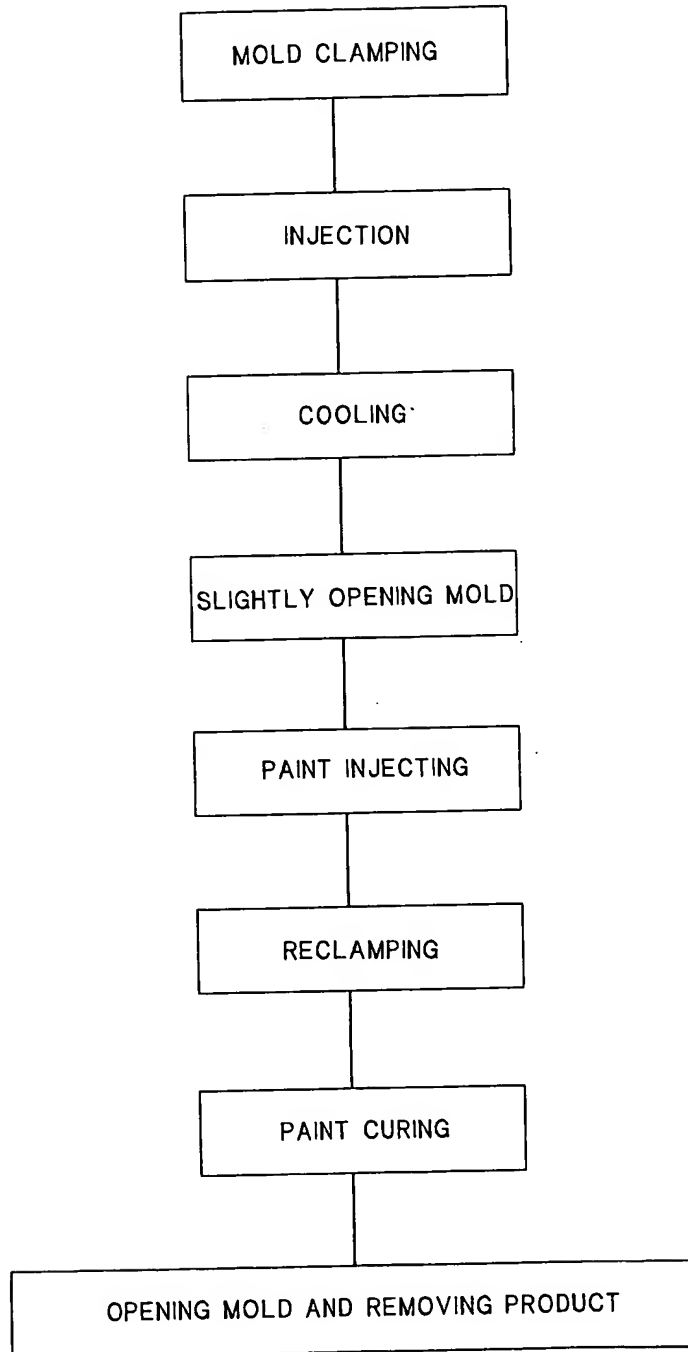 MOLD CLAMPING
INJECTION
COOLING
SLIGHTLY OPENING MOLD
PAINT INJECTING
RECLAMPING
PAINT CURING
OPENING MOLD AND REMOVING PRODUCT